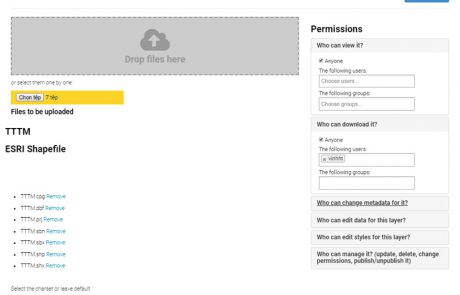 Drop files here
or select them one by one:
Chọn tệp 7 tệp
Files to be uploaded
TTTM
ESRI Shapefile
TTTM.cpg Remove
TTTM.dbf Remove
TTTM.prj Remove
TTTM.sbn Remove
TTTM.sbx Remove
TTTM.shp Remove
TTTM.shx Remove
Select the charset or leave default
Permissions
Who can view it?
Anyone
The following users:
Choose users...
The following groups:
Choose groups...
Who can download it?
Anyone
The following users:
The following groups:
Who can change metadata for it?
Who can edit data for this layer?
Who can edit styles for this layer?
Who can manage it? (update, delete, change
permissions, publish/unpublish it)